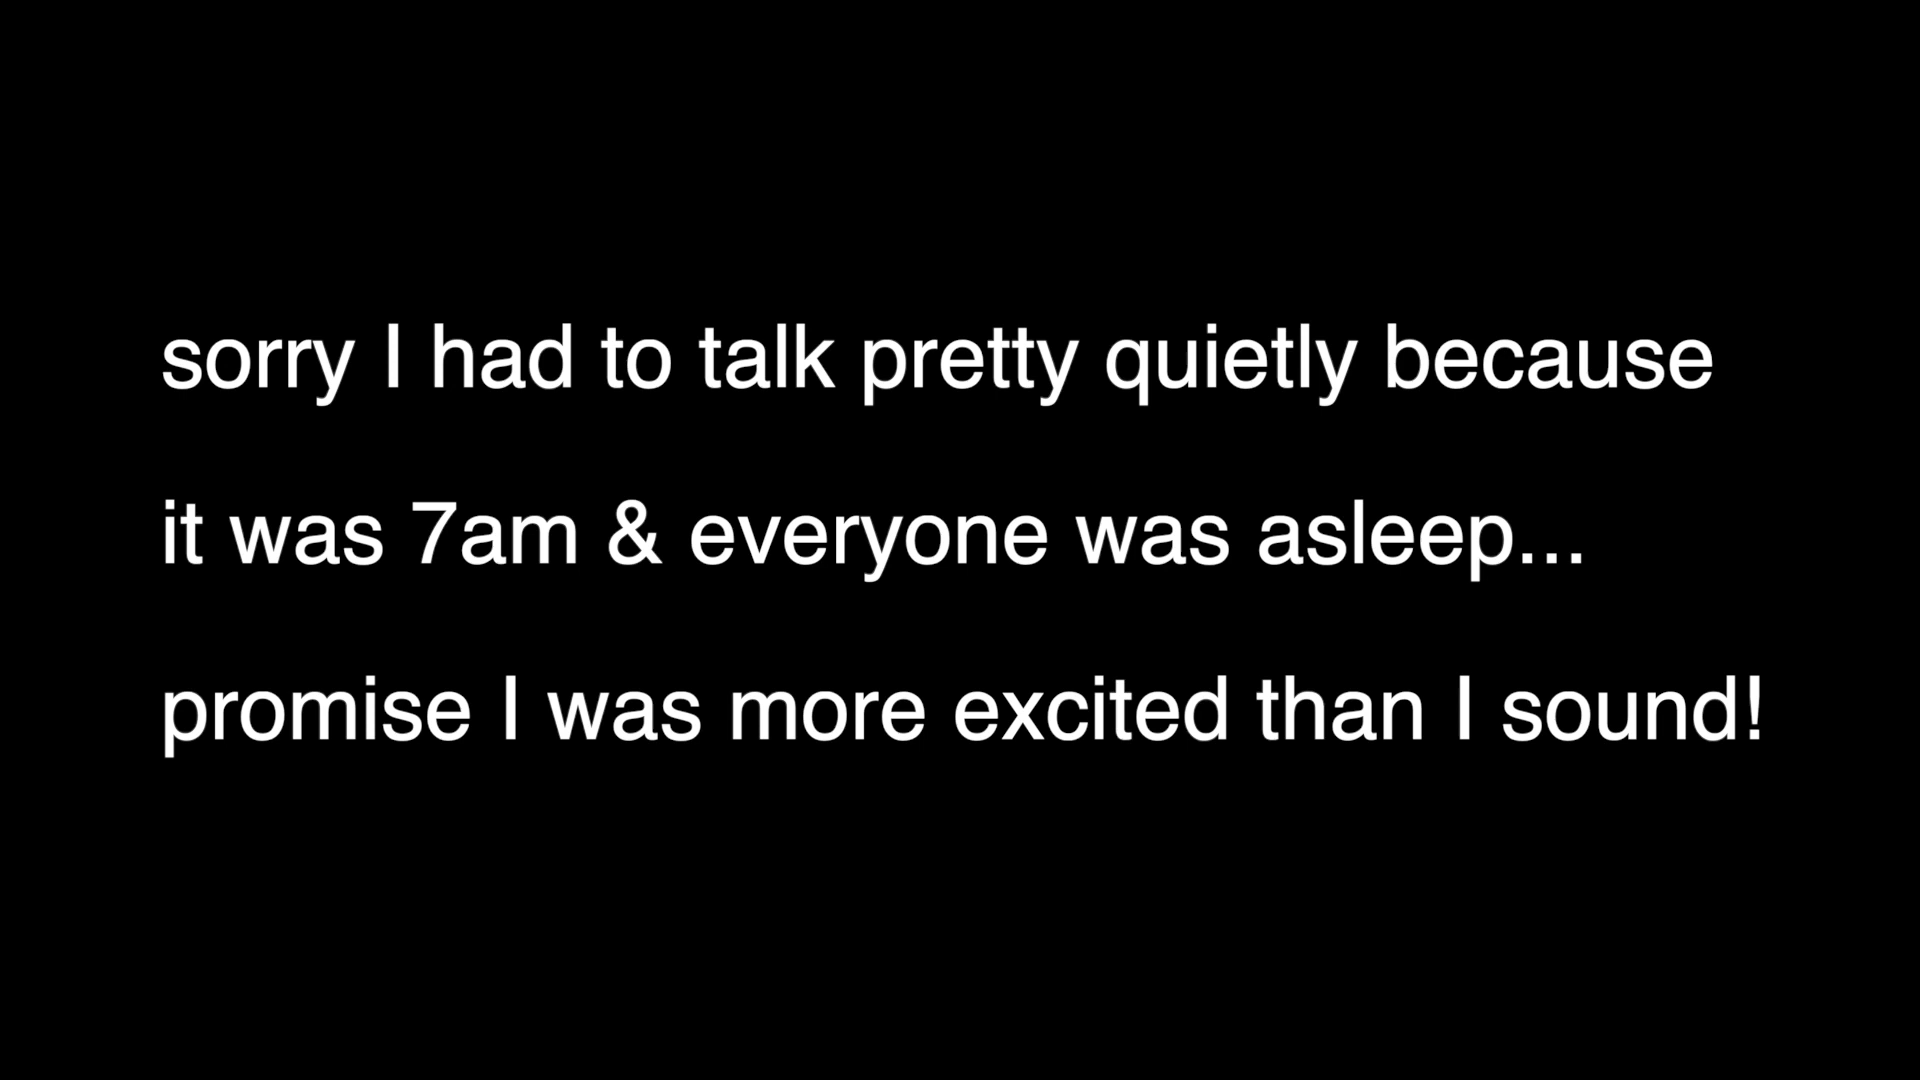 sorry I had to talk pretty quietly because
it was 7am & everyone was asleep...
promise I was more excited than I sound!